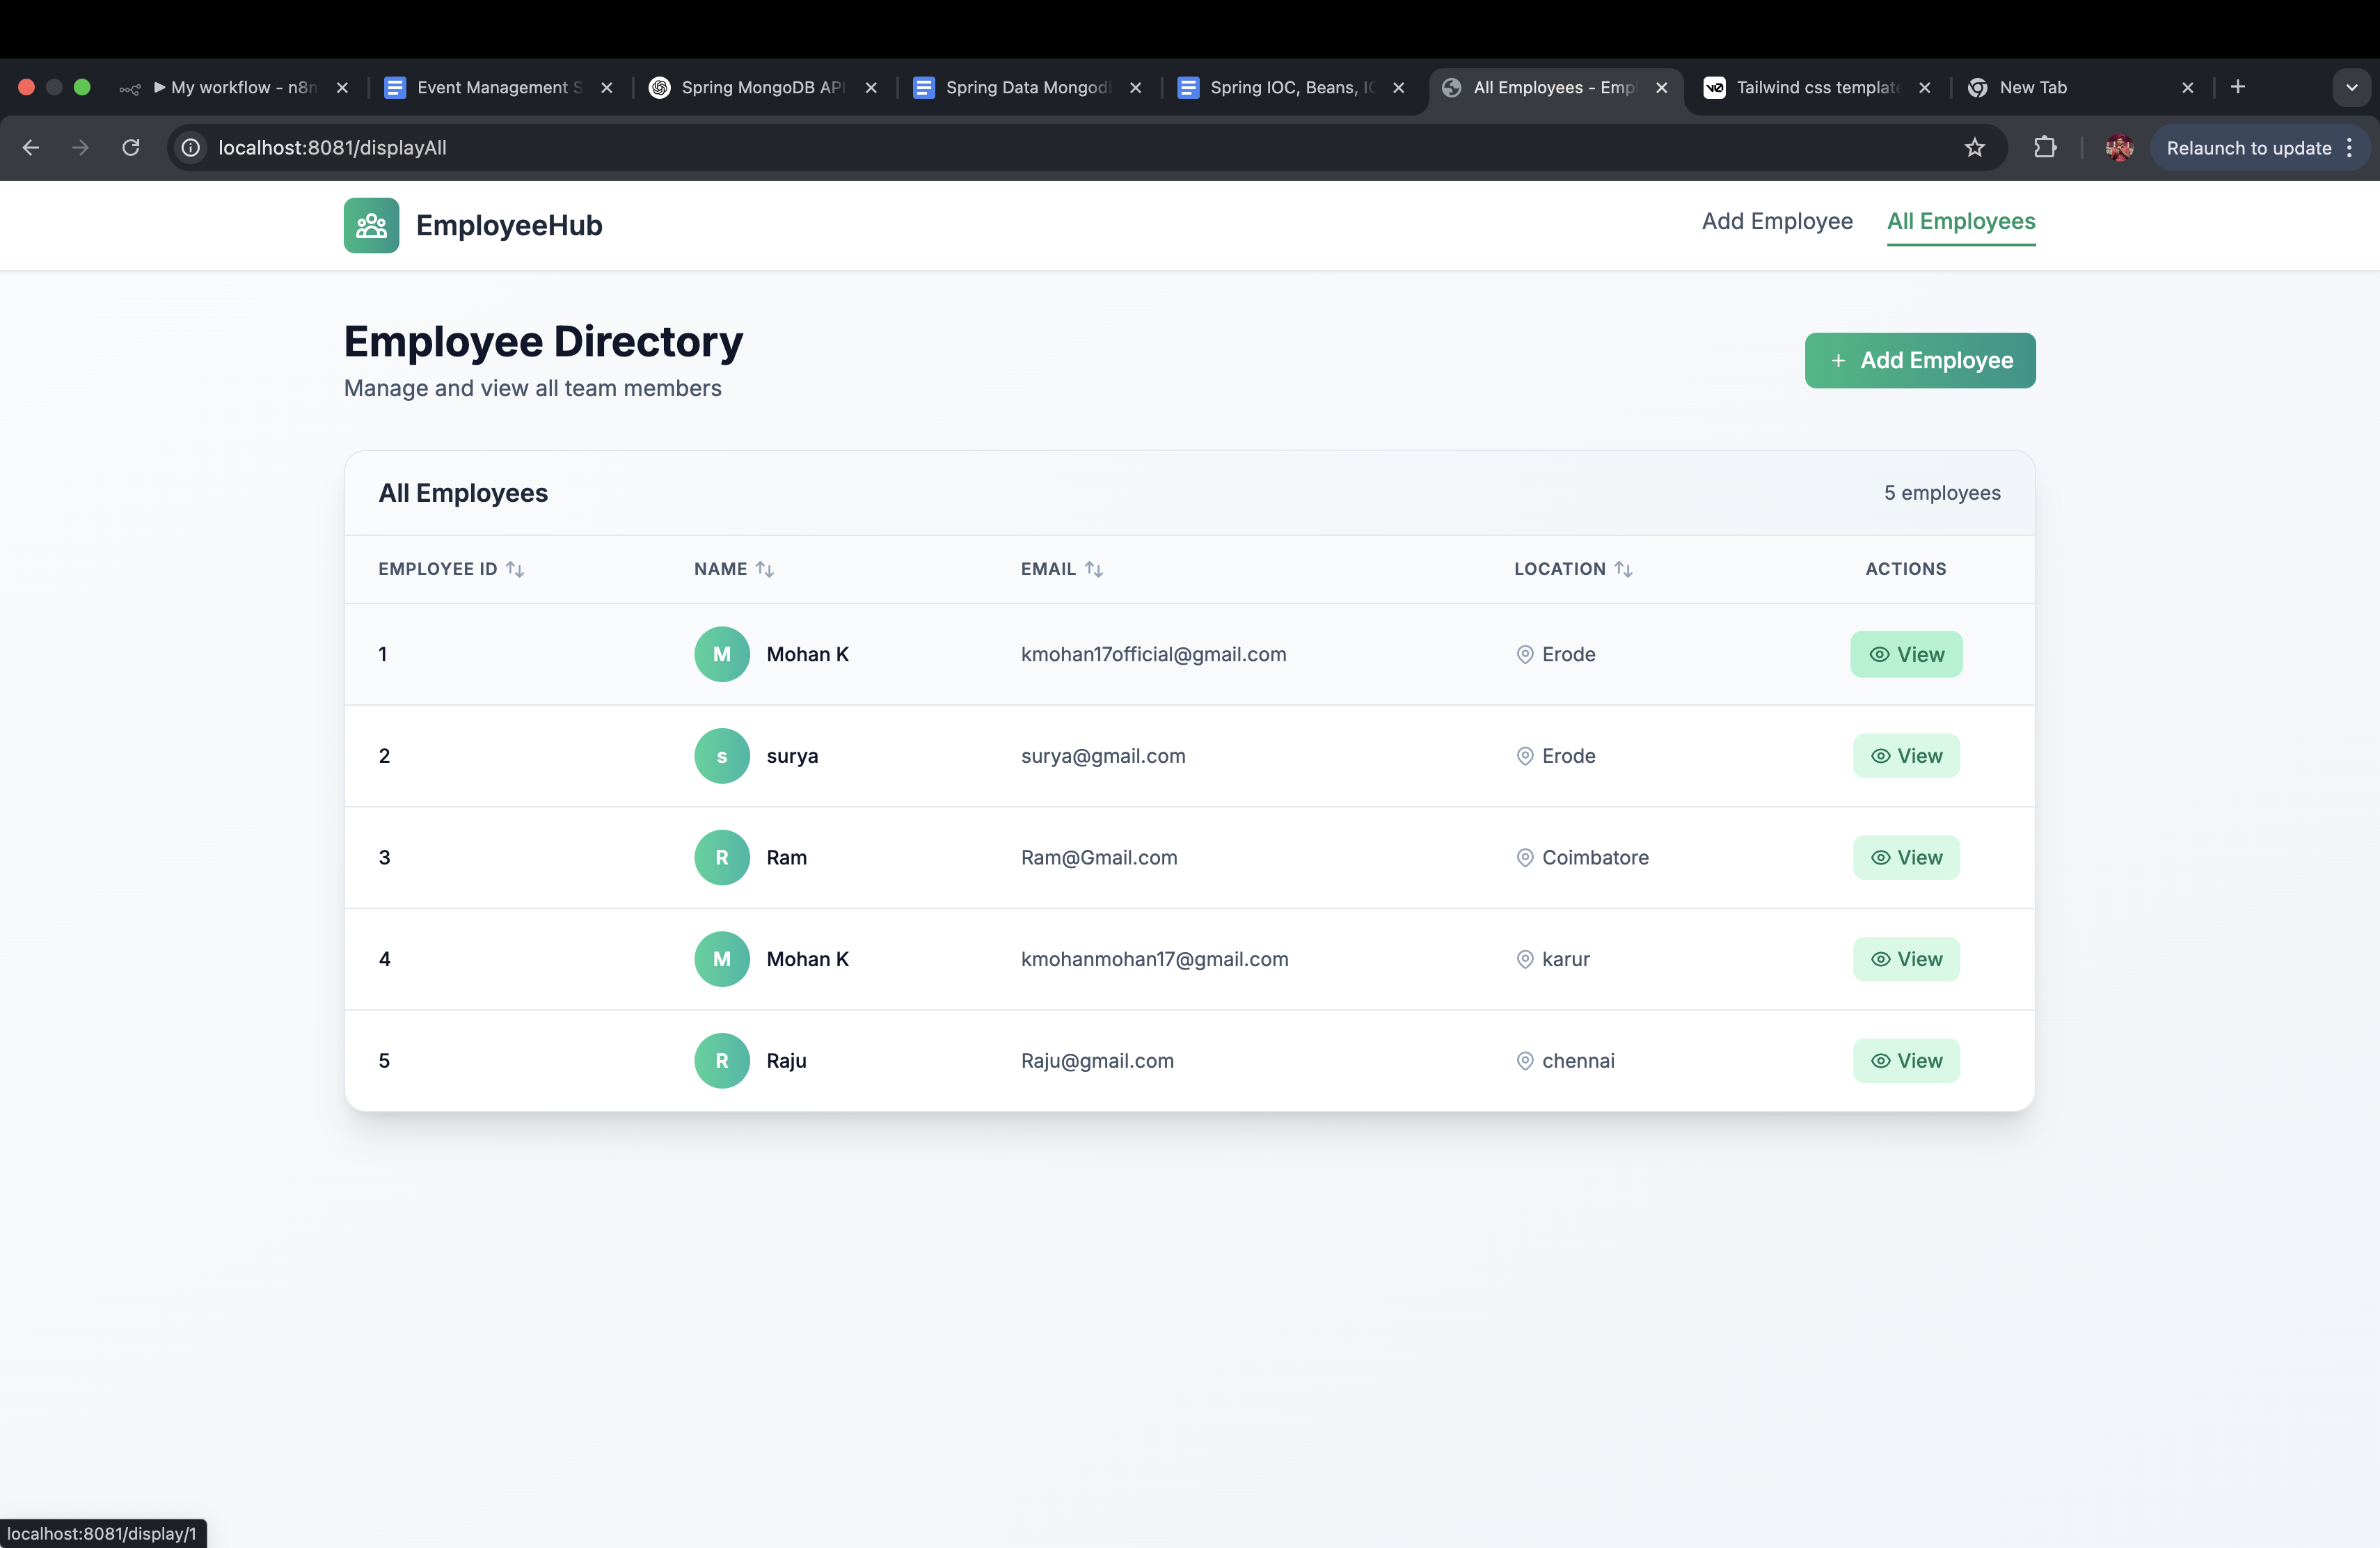 My workflow - n8n
Event Management S
Spring MongoDB API
Spring Data Mongod
Spring IOC, Beans, IO
All Employees - Emp
v0
Tailwind css template
New Tab
localhost:8081/displayAll
Relaunch to update
EmployeeHub
Add Employee
All Employees
Employee Directory
Manage and view all team members
+ Add Employee
All Employees
5 employees
EMPLOYEE ID NAME EMAIL LOCATION ACTIONS
1 M Mohan K kmohan17official@gmail.com Erode View
2 s surya surya@gmail.com Erode View
3 R Ram Ram@Gmail.com Coimbatore View
4 M Mohan K kmohanmohan17@gmail.com karur View
5 R Raju Raju@gmail.com chennai View
localhost:8081/display/1